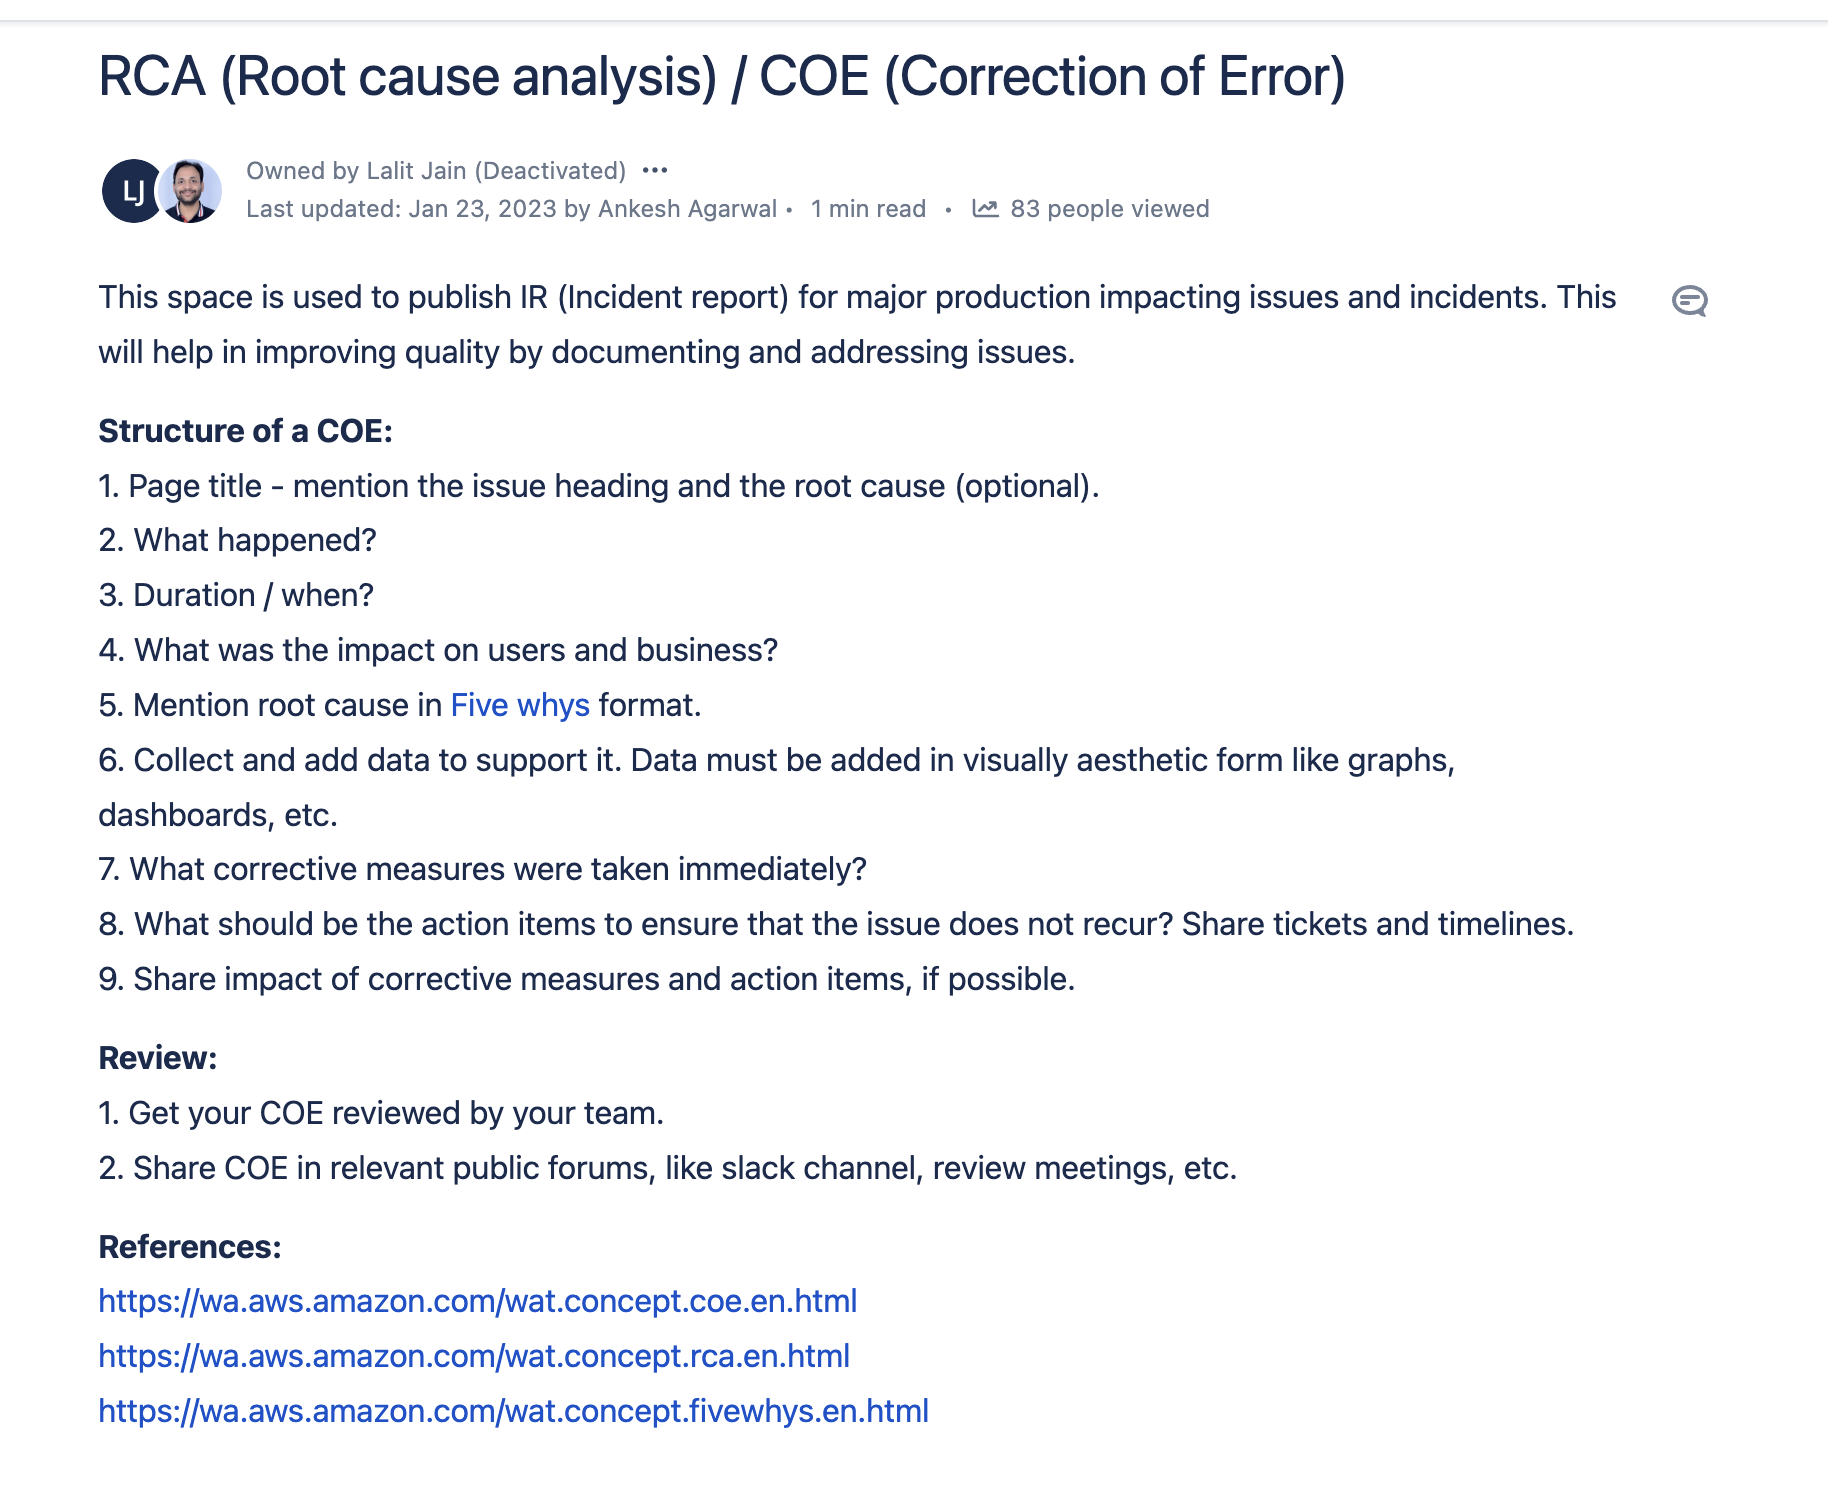 RCA (Root cause analysis) / COE (Correction of Error)
LJ
Owned by Lalit Jain (Deactivated) •••
Last updated: Jan 23, 2023 by Ankesh Agarwal • 1 min read • 83 people viewed
This space is used to publish IR (Incident report) for major production impacting issues and incidents. This
will help in improving quality by documenting and addressing issues.
Structure of a COE:
1. Page title - mention the issue heading and the root cause (optional).
2. What happened?
3. Duration / when?
4. What was the impact on users and business?
5. Mention root cause in Five whys format.
6. Collect and add data to support it. Data must be added in visually aesthetic form like graphs,
dashboards, etc.
7. What corrective measures were taken immediately?
8. What should be the action items to ensure that the issue does not recur? Share tickets and timelines.
9. Share impact of corrective measures and action items, if possible.
Review:
1. Get your COE reviewed by your team.
2. Share COE in relevant public forums, like slack channel, review meetings, etc.
References:
https://wa.aws.amazon.com/wat.concept.coe.en.html
https://wa.aws.amazon.com/wat.concept.rca.en.html
https://wa.aws.amazon.com/wat.concept.fivewhys.en.html